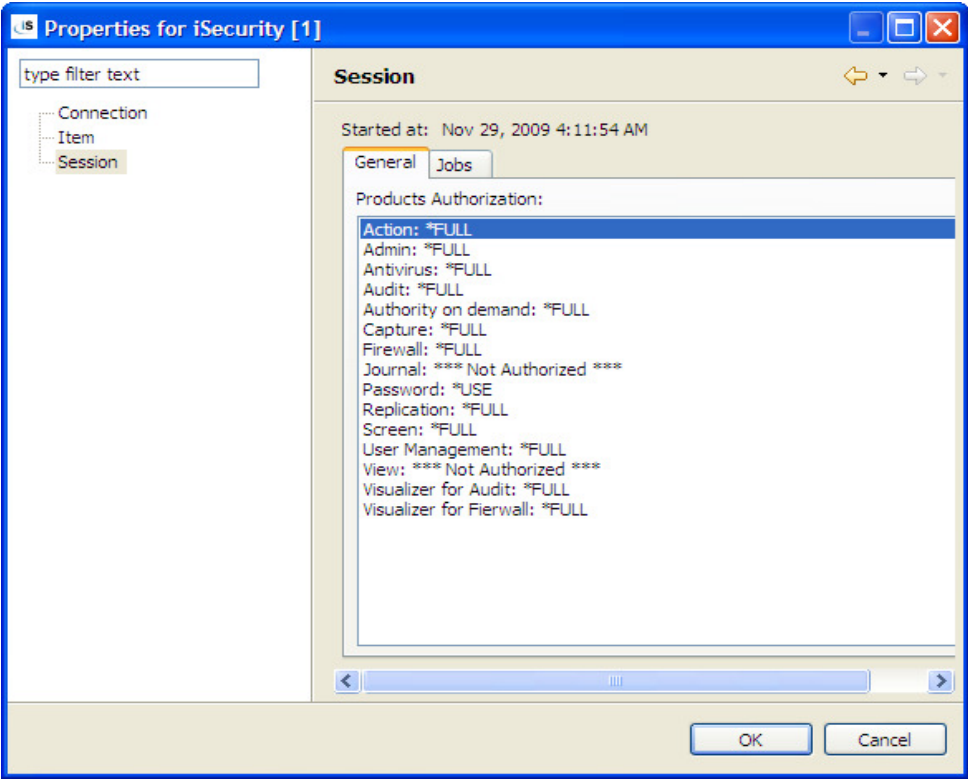 iS Properties for iSecurity [1]
type filter text
Connection
Item
Session
Session
Started at: Nov 29, 2009 4:11:54 AM
General Jobs
Products Authorization:
Action: *FULL
Admin: *FULL
Antivirus: *FULL
Audit: *FULL
Authority on demand: *FULL
Capture: *FULL
Firewall: *FULL
Journal: *** Not Authorized ***
Password: *USE
Replication: *FULL
Screen: *FULL
User Management: *FULL
View: *** Not Authorized ***
Visualizer for Audit: *FULL
Visualizer for Fierwall: *FULL
OK Cancel